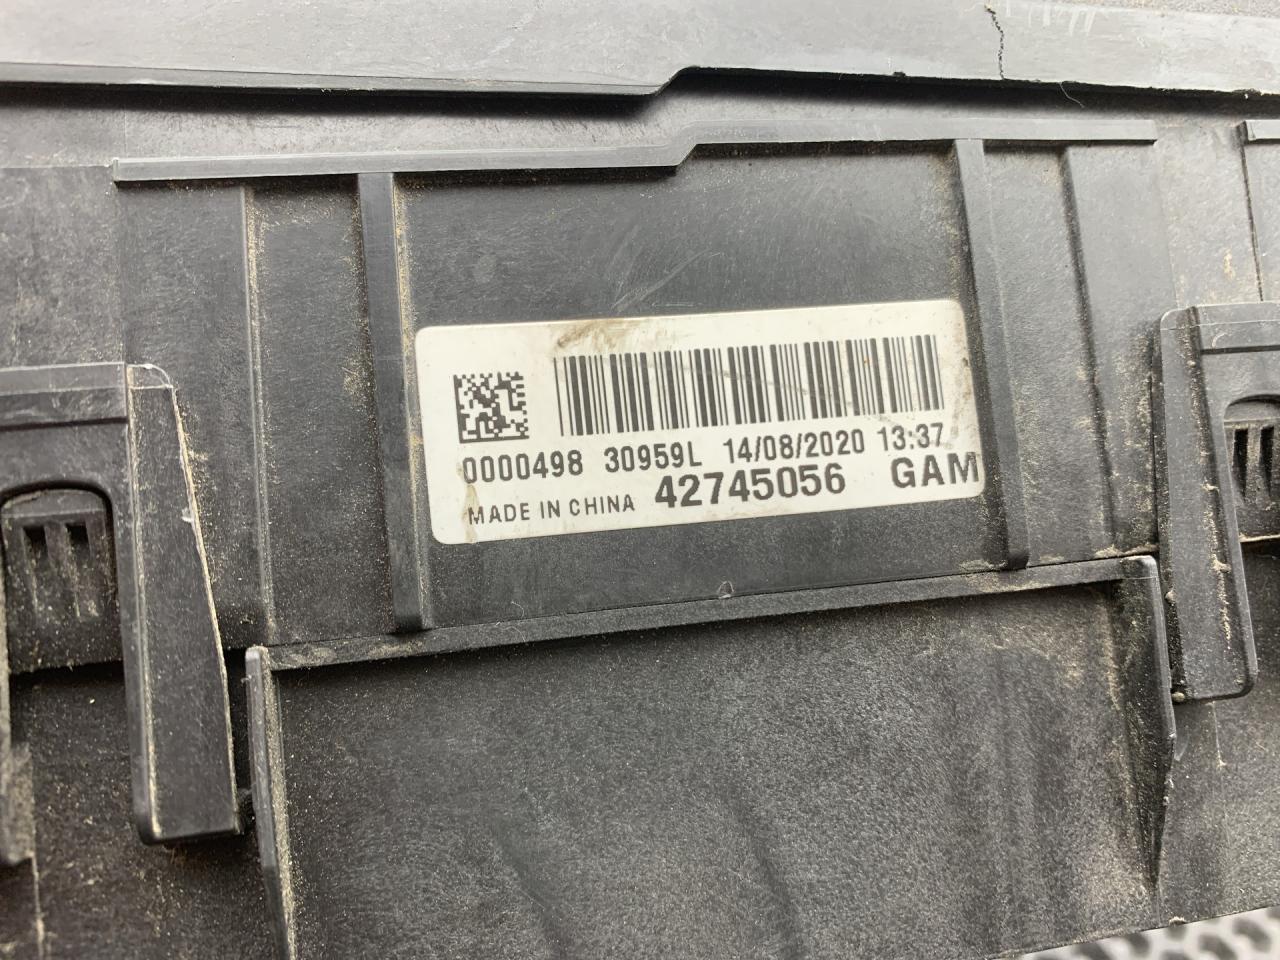 0000498 30959L 14/08/2020 13:37
MADE IN CHINA 42745056 GAM